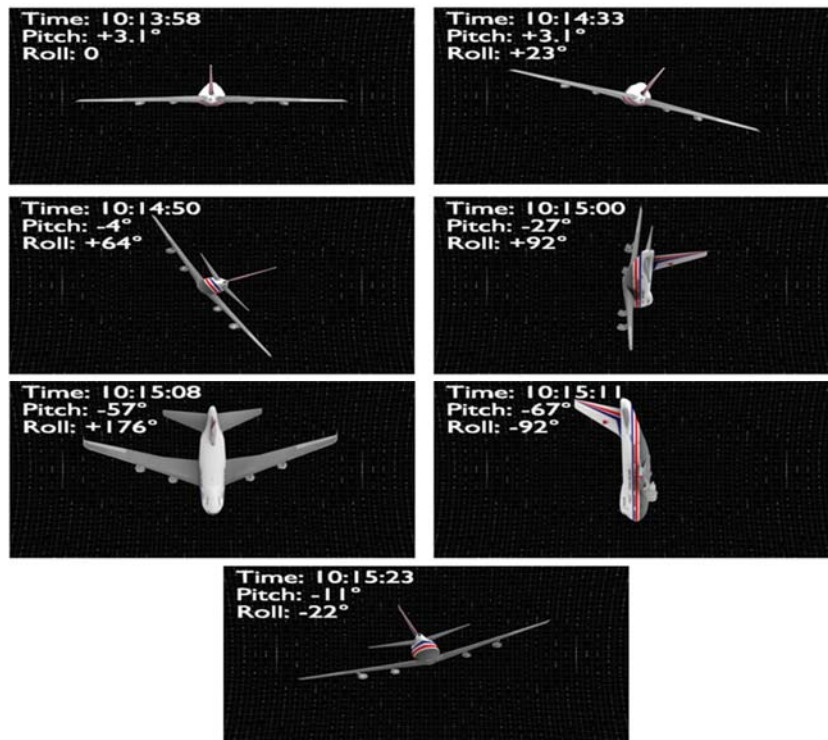 Time: 10:13:58
Pitch: +3.1°
Roll: 0
Time: 10:14:33
Pitch: +3.1°
Roll: +23°
Time: 10:14:50
Pitch: -4°
Roll: +64°
Time: 10:15:00
Pitch: -27°
Roll: +92°
Time: 10:15:08
Pitch: -57°
Roll: +176°
Time: 10:15:11
Pitch: -67°
Roll: -92°
Time: 10:15:23
Pitch: -11°
Roll: -22°